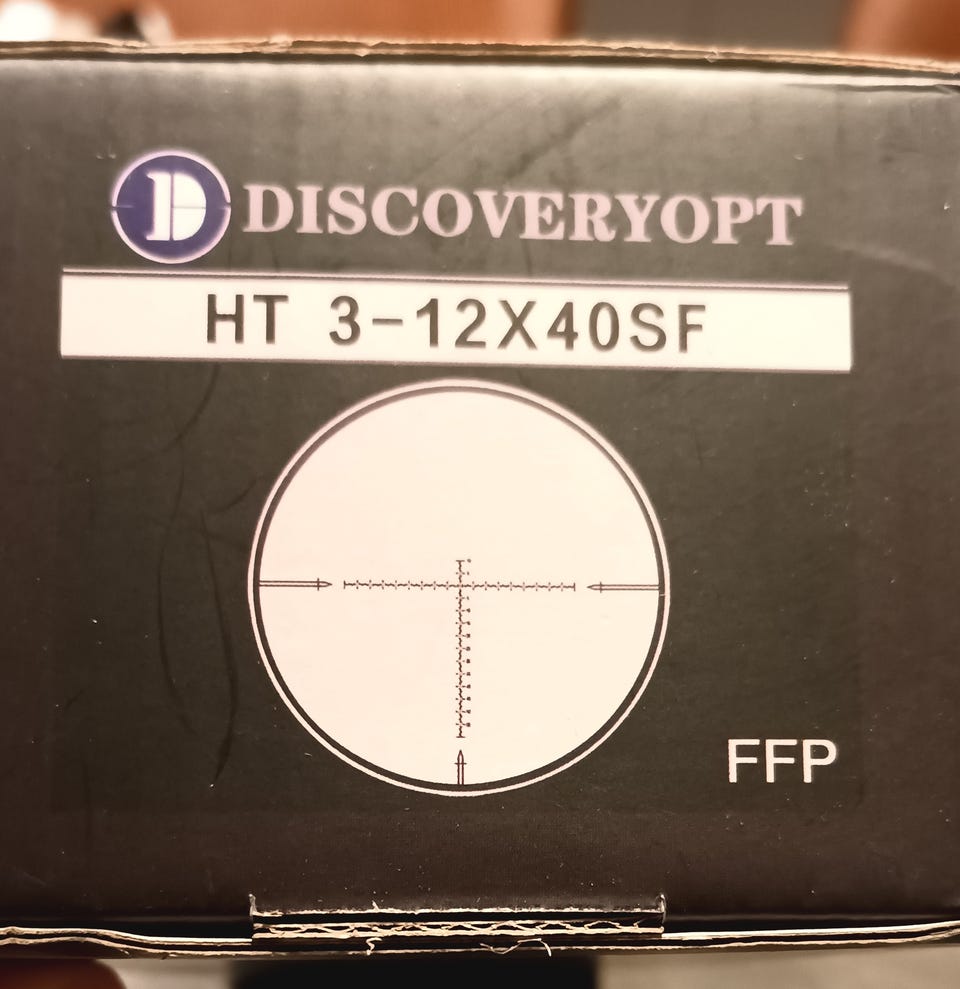 D DISCOVERYOPT
HT 3-12X40SF
FFP